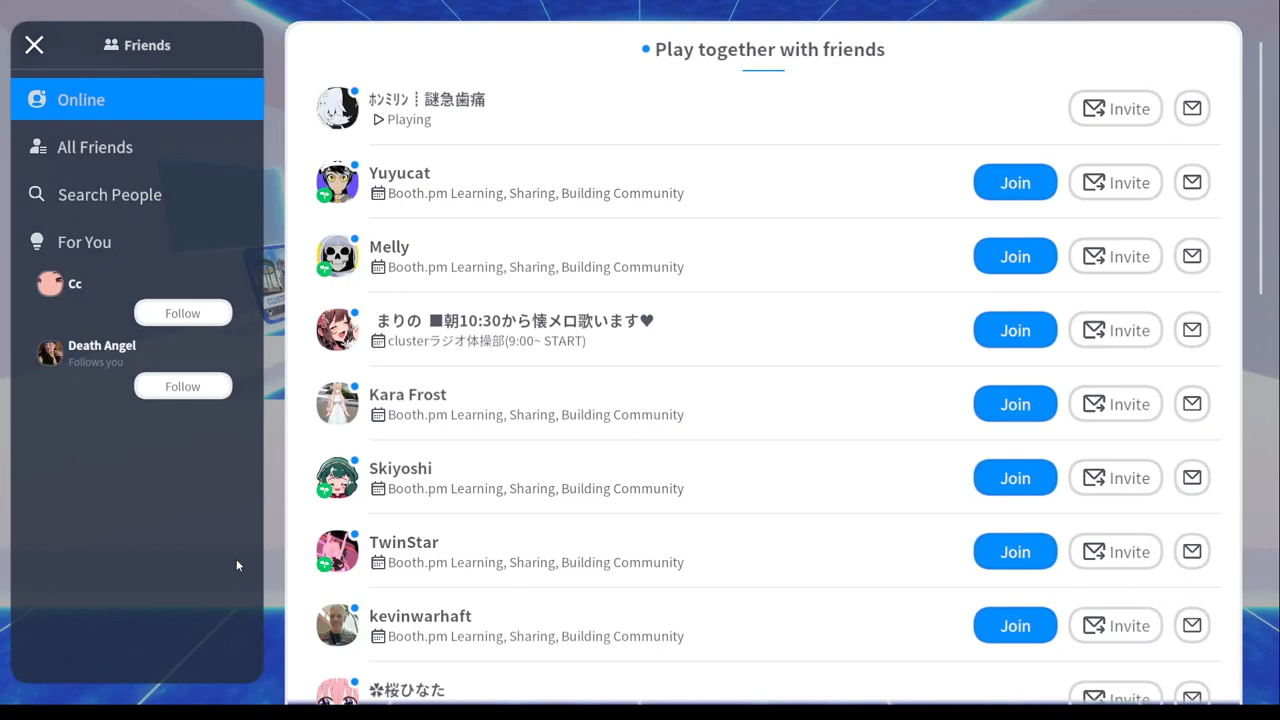 Friends
Online
All Friends
Search People
For You
Cc
Follow
Death Angel
Follows you
Follow
Play together with friends
ﾎﾝﾐﾘﾝ┊謎急歯痛
Playing
Invite
Yuyucat
Booth.pm Learning, Sharing, Building Community
Join
Invite
Melly
Booth.pm Learning, Sharing, Building Community
Join
Invite
まりの ■朝10:30から懐メロ歌います♥
clusterラジオ体操部(9:00~ START)
Join
Invite
Kara Frost
Booth.pm Learning, Sharing, Building Community
Join
Invite
Skiyoshi
Booth.pm Learning, Sharing, Building Community
Join
Invite
TwinStar
Booth.pm Learning, Sharing, Building Community
Join
Invite
kevinwarhaft
Booth.pm Learning, Sharing, Building Community
Join
Invite
✿桜ひなた
Invite